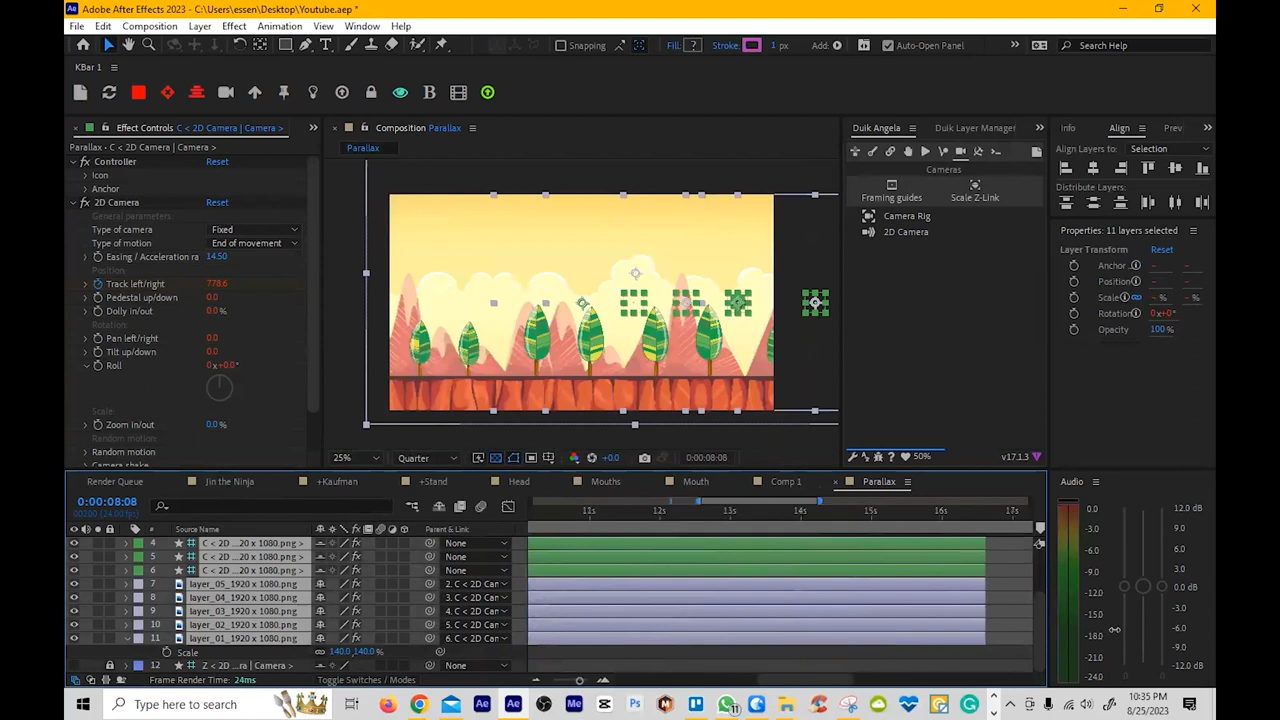 Adobe After Effects 2023 - C:\Users\essen\Desktop\Youtube.aep *
File Edit Composition Layer Effect Animation View Window Help
Snapping Fill: ? Stroke: 1 px Add: Auto-Open Panel Search Help
KBar 1
Effect Controls C < 2D Camera | Camera >
Parallax • C < 2D Camera | Camera >
fx Controller Reset
Icon
Anchor
fx 2D Camera Reset
General parameters:
Type of camera Fixed
Type of motion End of movement
Easing / Acceleration ra 14.50
Position:
Track left/right 778.6
Pedestal up/down 0.0
Dolly in/out 0.0 %
Rotation:
Pan left/right 0.0
Tilt up/down 0.0
Roll 0 x+0.0°
Scale:
Zoom in/out 0.0 %
Random motion:
Random motion
Camera shake
Composition Parallax
Parallax
25% Quarter +0.0 0:00:08:08
Duik Angela Duik Layer Manager
Cameras
Framing guides Scale Z-Link
Camera Rig
2D Camera
50% v17.1.3
Info Align Prev
Align Layers to: Selection
Distribute Layers:
Properties: 11 layers selected
Layer Transform Reset
Anchor
Position
Scale - % - %
Rotation 0 x+0°
Opacity 100 %
Render Queue Jin the Ninja +Kaufman +Stand Head Mouths Mouth Comp 1 Parallax
0:00:08:08
00200 (24.00 fps)
11s 12s 13s 14s 15s 16s 17s
# Source Name fx Parent & Link
4 C < 2D ...20 x 1080.png > fx None
5 C < 2D ...20 x 1080.png > fx None
6 C < 2D ...20 x 1080.png > fx None
7 layer_05_1920 x 1080.png 2. C < 2D Can
8 layer_04_1920 x 1080.png 3. C < 2D Can
9 layer_03_1920 x 1080.png 4. C < 2D Can
10 layer_02_1920 x 1080.png 5. C < 2D Can
11 layer_01_1920 x 1080.png 6. C < 2D Can
Scale 140.0,140.0%
12 Z < 2D ...ra | Camera > None
Frame Render Time: 24ms Toggle Switches / Modes
Audio
0.0 12.0 dB
-3.0 9.0
-6.0 6.0
-9.0 3.0
-12.0 0.0 dB
-15.0 -3.0
-18.0 -6.0
-21.0 -9.0
-24.0 -12.0 dB
Type here to search
Ae Ae Me Ps 11
10:35 PM
8/25/2023